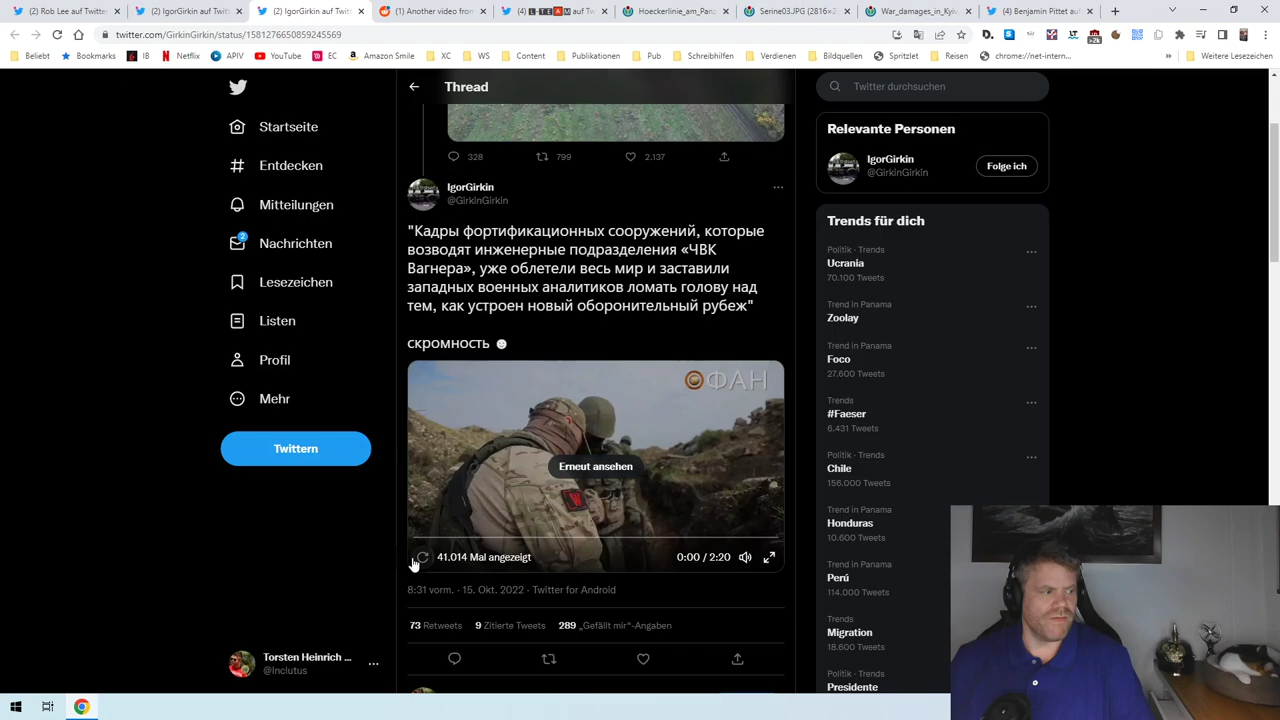 (2) Rob Lee auf Twitter:
(2) IgorGirkin auf Twitt
(2) IgorGirkin auf Twitt
(1) Another video from
(4) L-TEAM auf Tw
Hoeckerlinie_am_Pan
Serine03.JPG (2816×2
War_damages_in_Kyiv
(4) Benjamin Pittet auf
twitter.com/GirkinGirkin/status/1581276650859245569
>2k
Beliebt
Bookmarks
IB
Netflix
APIV
YouTube
EC
Amazon Smile
XC
WS
Content
Publikationen
Pub
Schreibhilfen
Verdienen
Bildquellen
Spritzlet
Reisen
chrome://net-intern...
»
Weitere Lesezeichen
Startseite
Entdecken
Mitteilungen
2
Nachrichten
Lesezeichen
Listen
Profil
Mehr
Twittern
Torsten Heinrich ...
@Inclutus
Thread
328
799
2.137
IgorGirkin
@GirkinGirkin
"Кадры фортификационных сооружений, которые
возводят инженерные подразделения «ЧВК
Вагнера», уже облетели весь мир и заставили
западных военных аналитиков ломать голову над
тем, как устроен новый оборонительный рубеж"
скромность
ФАН
W
Erneut ansehen
41.014 Mal angezeigt
0:00 / 2:20
8:31 vorm. · 15. Okt. 2022 · Twitter for Android
73 Retweets 9 Zitierte Tweets 289 „Gefällt mir“-Angaben
Twitter durchsuchen
Relevante Personen
IgorGirkin
@GirkinGirkin
Folge ich
Trends für dich
Politik · Trends
Ucrania
70.100 Tweets
Trend in Panama
Zoolay
Trend in Panama
Foco
27.600 Tweets
Trends
#Faeser
6.431 Tweets
Politik · Trends
Chile
156.000 Tweets
Trend in Panama
Honduras
10.600 Tweets
Trend in Panama
Perú
114.000 Tweets
Trends
Migration
18.600 Tweets
Politik · Trends
Presidente